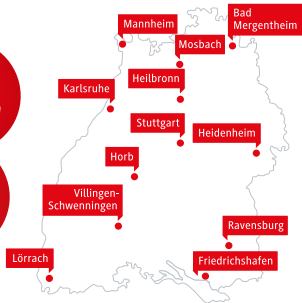 Bad
Mergentheim
Mannheim
Mosbach
Heilbronn
Karlsruhe
Stuttgart
Heidenheim
Horb
Villingen-
Schwenningen
Ravensburg
Lörrach
Friedrichshafen